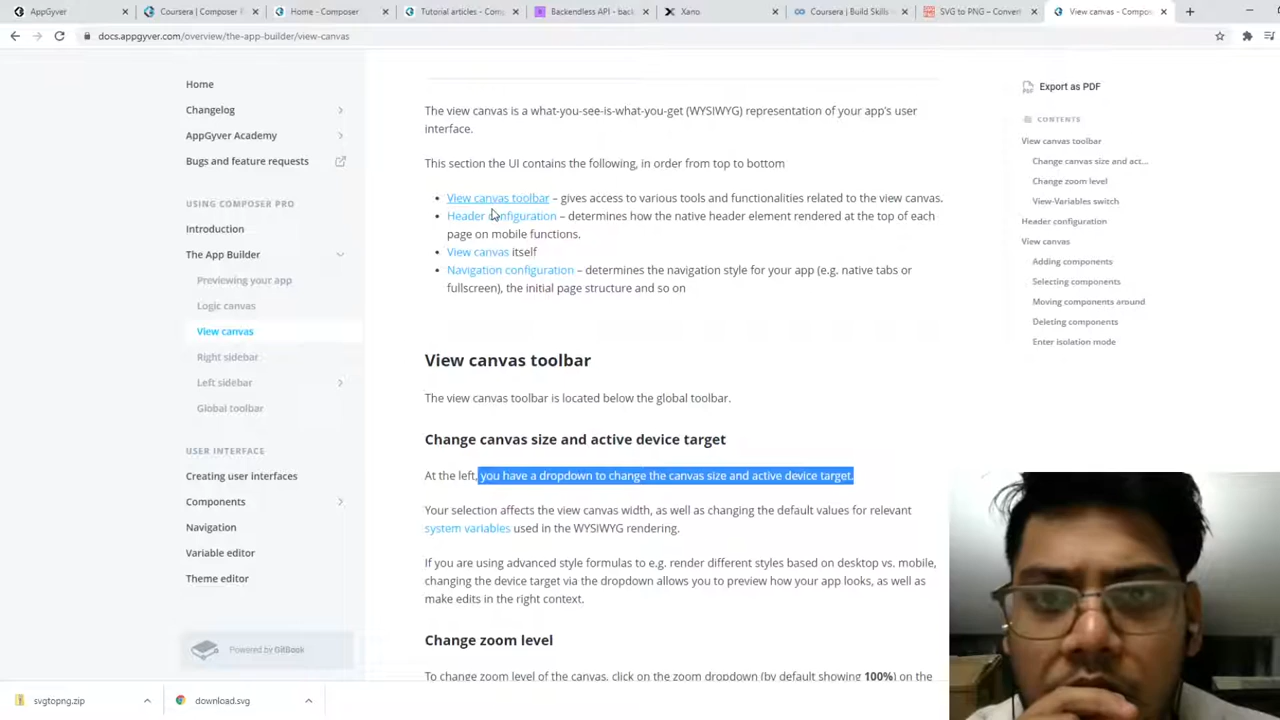 AppGyver
Coursera | Composer P
Home - Composer
Tutorial articles - Comp
Backendless API - back
Xano
Coursera | Build Skills
SVG to PNG – Convert
View canvas - Compo
docs.appgyver.com/overview/the-app-builder/view-canvas
Home
Changelog
AppGyver Academy
Bugs and feature requests
USING COMPOSER PRO
Introduction
The App Builder
Previewing your app
Logic canvas
View canvas
Right sidebar
Left sidebar
Global toolbar
USER INTERFACE
Creating user interfaces
Components
Navigation
Variable editor
Theme editor
Powered by GitBook
The view canvas is a what-you-see-is-what-you-get (WYSIWYG) representation of your app's user
interface.
This section the UI contains the following, in order from top to bottom
• View canvas toolbar – gives access to various tools and functionalities related to the view canvas.
• Header configuration – determines how the native header element rendered at the top of each
page on mobile functions.
• View canvas itself
• Navigation configuration – determines the navigation style for your app (e.g. native tabs or
fullscreen), the initial page structure and so on
View canvas toolbar
The view canvas toolbar is located below the global toolbar.
Change canvas size and active device target
At the left, you have a dropdown to change the canvas size and active device target.
Your selection affects the view canvas width, as well as changing the default values for relevant
system variables used in the WYSIWYG rendering.
If you are using advanced style formulas to e.g. render different styles based on desktop vs. mobile,
changing the device target via the dropdown allows you to preview how your app looks, as well as
make edits in the right context.
Change zoom level
To change zoom level of the canvas, click on the zoom dropdown (by default showing 100%) on the
Export as PDF
CONTENTS
View canvas toolbar
Change canvas size and act...
Change zoom level
View-Variables switch
Header configuration
View canvas
Adding components
Selecting components
Moving components around
Deleting components
Enter isolation mode
svgtopng.zip
download.svg